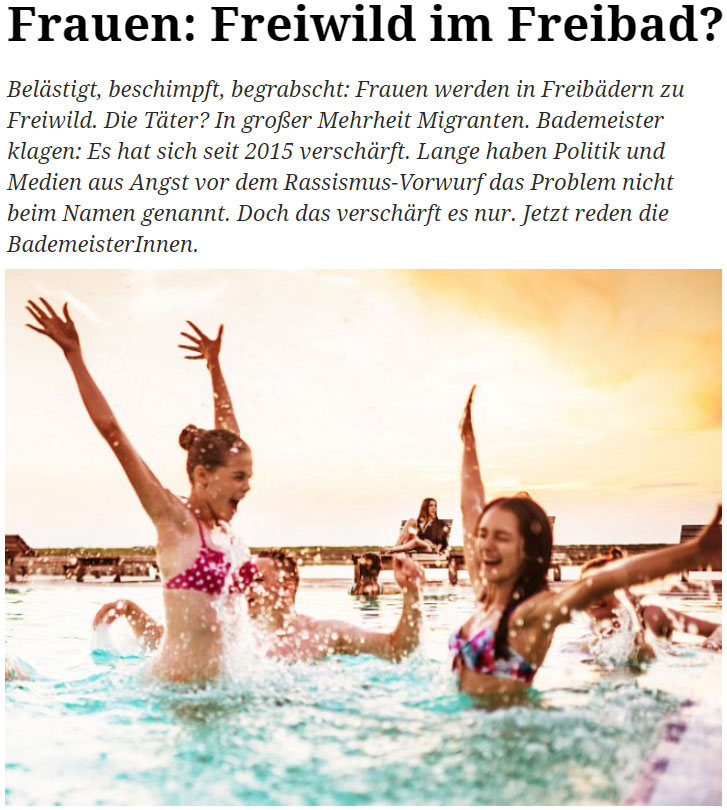 Frauen: Freiwild im Freibad?
Belästigt, beschimpft, begrabscht: Frauen werden in Freibädern zu
Freiwild. Die Täter? In großer Mehrheit Migranten. Bademeister
klagen: Es hat sich seit 2015 verschärft. Lange haben Politik und
Medien aus Angst vor dem Rassismus-Vorwurf das Problem nicht
beim Namen genannt. Doch das verschärft es nur. Jetzt reden die
BademeisterInnen.